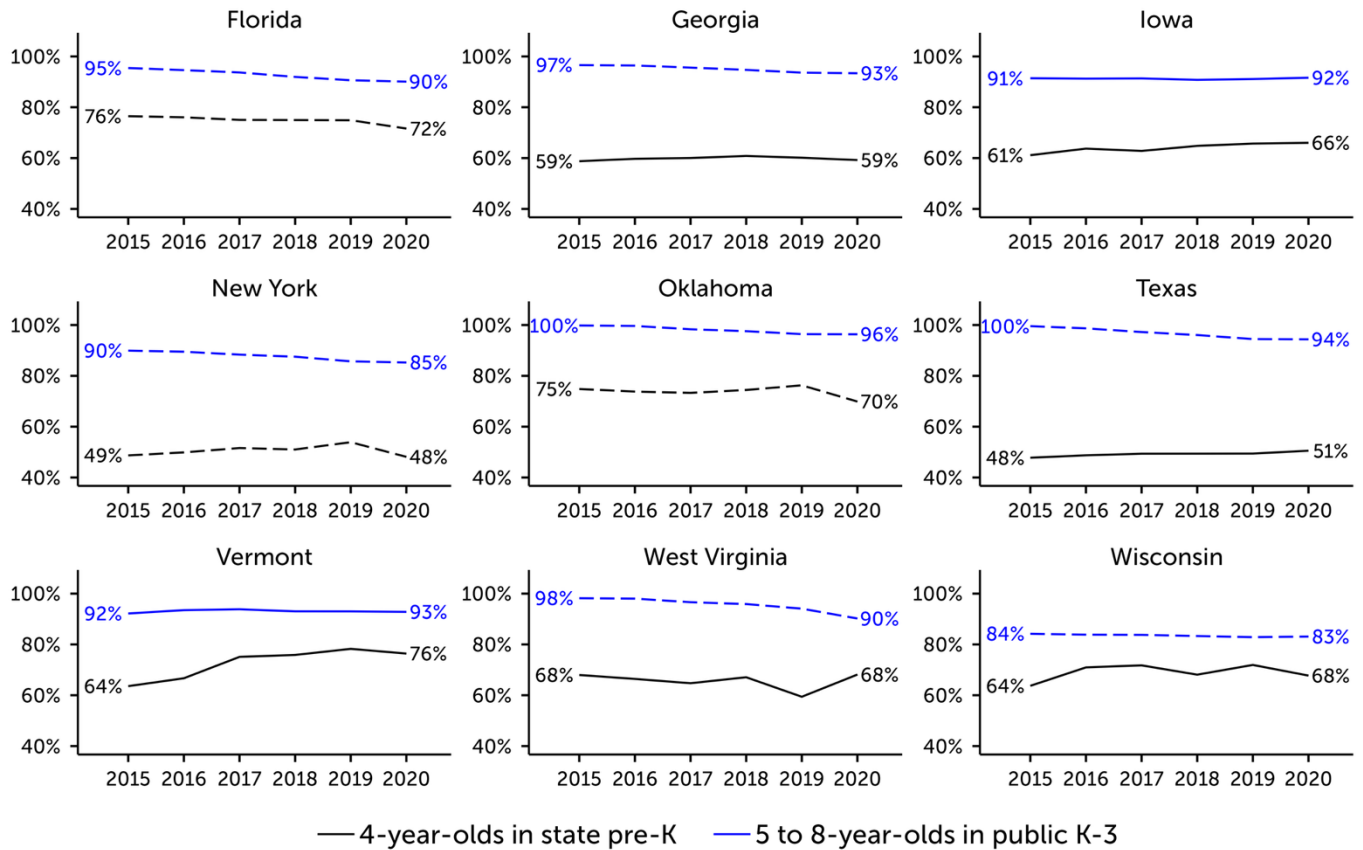 Florida Georgia Iowa
100% 100% 100%
95% 90% 97% 93% 91% 92%
80% 80% 80%
76% 72% 59% 59% 61% 66%
60% 60% 60%
40% 40% 40%
2015 2016 2017 2018 2019 2020 2015 2016 2017 2018 2019 2020 2015 2016 2017 2018 2019 2020
New York Oklahoma Texas
100% 100% 100%
90% 85% 100% 96% 100% 94%
80% 80% 80%
75% 70%
60% 60% 60%
49% 48% 48% 51%
40% 40% 40%
2015 2016 2017 2018 2019 2020 2015 2016 2017 2018 2019 2020 2015 2016 2017 2018 2019 2020
Vermont West Virginia Wisconsin
100% 100% 100%
92% 93% 98% 90% 84% 83%
80% 80% 80%
64% 76% 68% 68% 64% 68%
60% 60% 60%
40% 40% 40%
2015 2016 2017 2018 2019 2020 2015 2016 2017 2018 2019 2020 2015 2016 2017 2018 2019 2020
4-year-olds in state pre-K 5 to 8-year-olds in public K-3